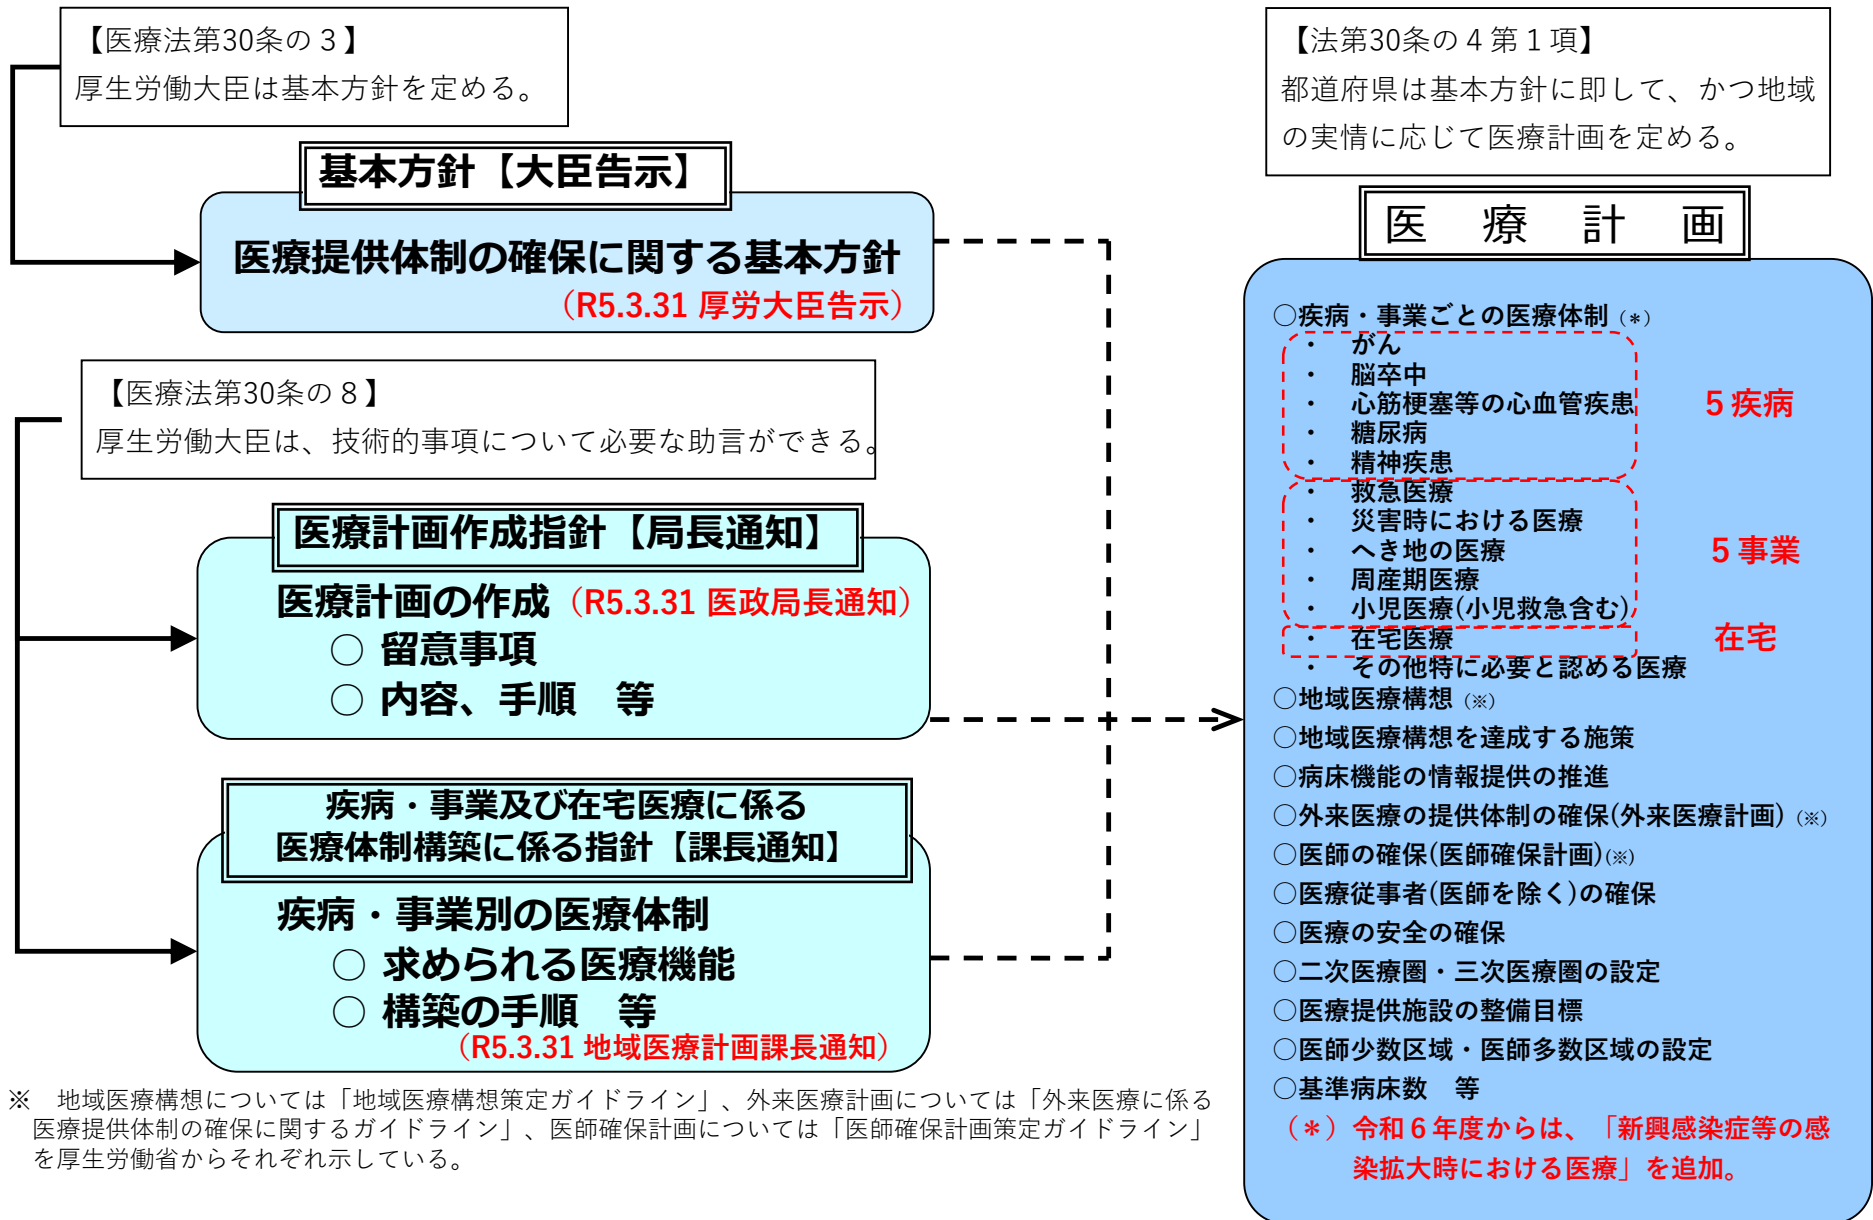 【医療法第30条の３】
厚生労働大臣は基本方針を定める。
基本方針【大臣告示】
医療提供体制の確保に関する基本方針
（R5.3.31 厚労大臣告示）
【医療法第30条の８】
厚生労働大臣は、技術的事項について必要な助言ができる。
医療計画作成指針【局長通知】
医療計画の作成（R5.3.31 医政局長通知）
○ 留意事項
○ 内容、手順　等
疾病・事業及び在宅医療に係る
医療体制構築に係る指針【課長通知】
疾病・事業別の医療体制
○ 求められる医療機能
○ 構築の手順　等
（R5.3.31 地域医療計画課長通知）
※　地域医療構想については「地域医療構想策定ガイドライン」、外来医療計画については「外来医療に係る
医療提供体制の確保に関するガイドライン」、医師確保計画については「医師確保計画策定ガイドライン」
を厚生労働省からそれぞれ示している。
【法第30条の４第１項】
都道府県は基本方針に即して、かつ地域
の実情に応じて医療計画を定める。
医　療　計　画
○疾病・事業ごとの医療体制（＊）
・　がん
・　脳卒中
・　心筋梗塞等の心血管疾患
・　糖尿病
・　精神疾患
５疾病
・　救急医療
・　災害時における医療
・　へき地の医療
・　周産期医療
・　小児医療(小児救急含む)
５事業
・　在宅医療
在宅
・　その他特に必要と認める医療
○地域医療構想（※）
○地域医療構想を達成する施策
○病床機能の情報提供の推進
○外来医療の提供体制の確保(外来医療計画)（※）
○医師の確保(医師確保計画)(※)
○医療従事者(医師を除く)の確保
○医療の安全の確保
○二次医療圏・三次医療圏の設定
○医療提供施設の整備目標
○医師少数区域・医師多数区域の設定
○基準病床数　等
（＊）令和６年度からは、「新興感染症等の感
染拡大時における医療」を追加。